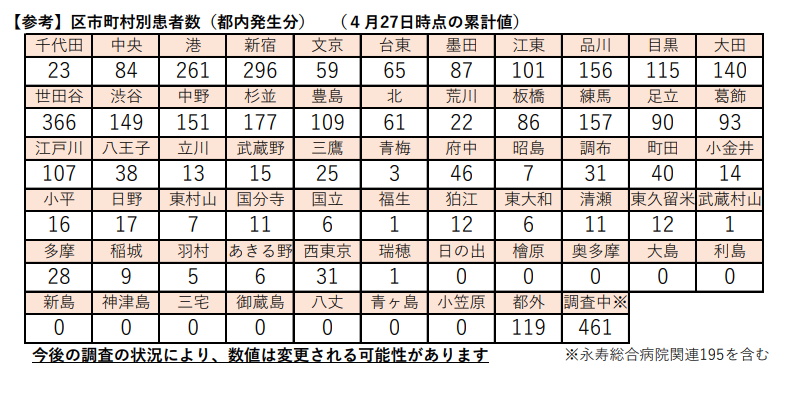 【参考】区市町村別患者数（都内発生分）　（４月27日時点の累計値）
千代田 中央 港 新宿 文京 台東 墨田 江東 品川 目黒 大田
23 84 261 296 59 65 87 101 156 115 140
世田谷 渋谷 中野 杉並 豊島 北 荒川 板橋 練馬 足立 葛飾
366 149 151 177 109 61 22 86 157 90 93
江戸川 八王子 立川 武蔵野 三鷹 青梅 府中 昭島 調布 町田 小金井
107 38 13 15 25 3 46 7 31 40 14
小平 日野 東村山 国分寺 国立 福生 狛江 東大和 清瀬 東久留米 武蔵村山
16 17 7 11 6 1 12 6 11 12 1
多摩 稲城 羽村 あきる野 西東京 瑞穂 日の出 檜原 奥多摩 大島 利島
28 9 5 6 31 1 0 0 0 0 0
新島 神津島 三宅 御蔵島 八丈 青ヶ島 小笠原 都外 調査中※
0 0 0 0 0 0 0 119 461
今後の調査の状況により、数値は変更される可能性があります ※永寿総合病院関連195を含む